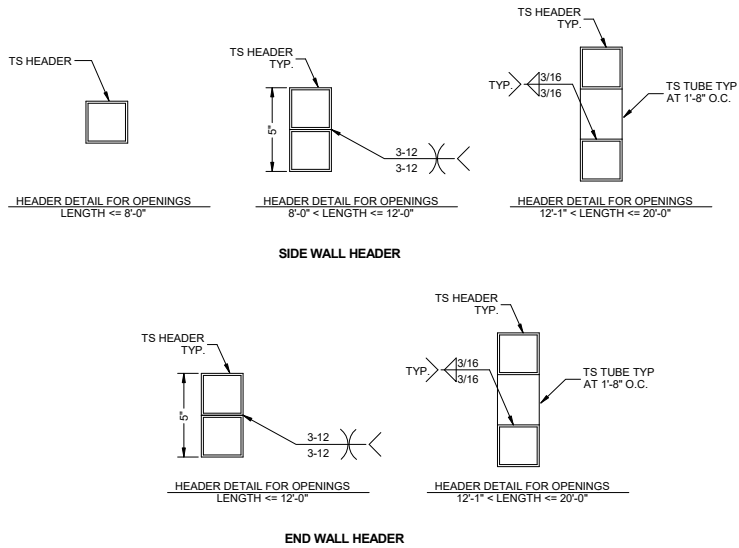 TS HEADER
HEADER DETAIL FOR OPENINGS
LENGTH <= 8'-0"
TS HEADER
TYP.
5"
3-12
3-12
HEADER DETAIL FOR OPENINGS
8'-0" < LENGTH <= 12'-0"
TS HEADER
TYP.
TYP.
3/16
3/16
TS TUBE TYP
AT 1'-8" O.C.
HEADER DETAIL FOR OPENINGS
12'-1" < LENGTH <= 20'-0"
SIDE WALL HEADER
TS HEADER
TYP.
5"
3-12
3-12
HEADER DETAIL FOR OPENINGS
LENGTH <= 12'-0"
TS HEADER
TYP.
TYP.
3/16
3/16
TS TUBE TYP
AT 1'-8" O.C.
HEADER DETAIL FOR OPENINGS
12'-1" < LENGTH <= 20'-0"
END WALL HEADER